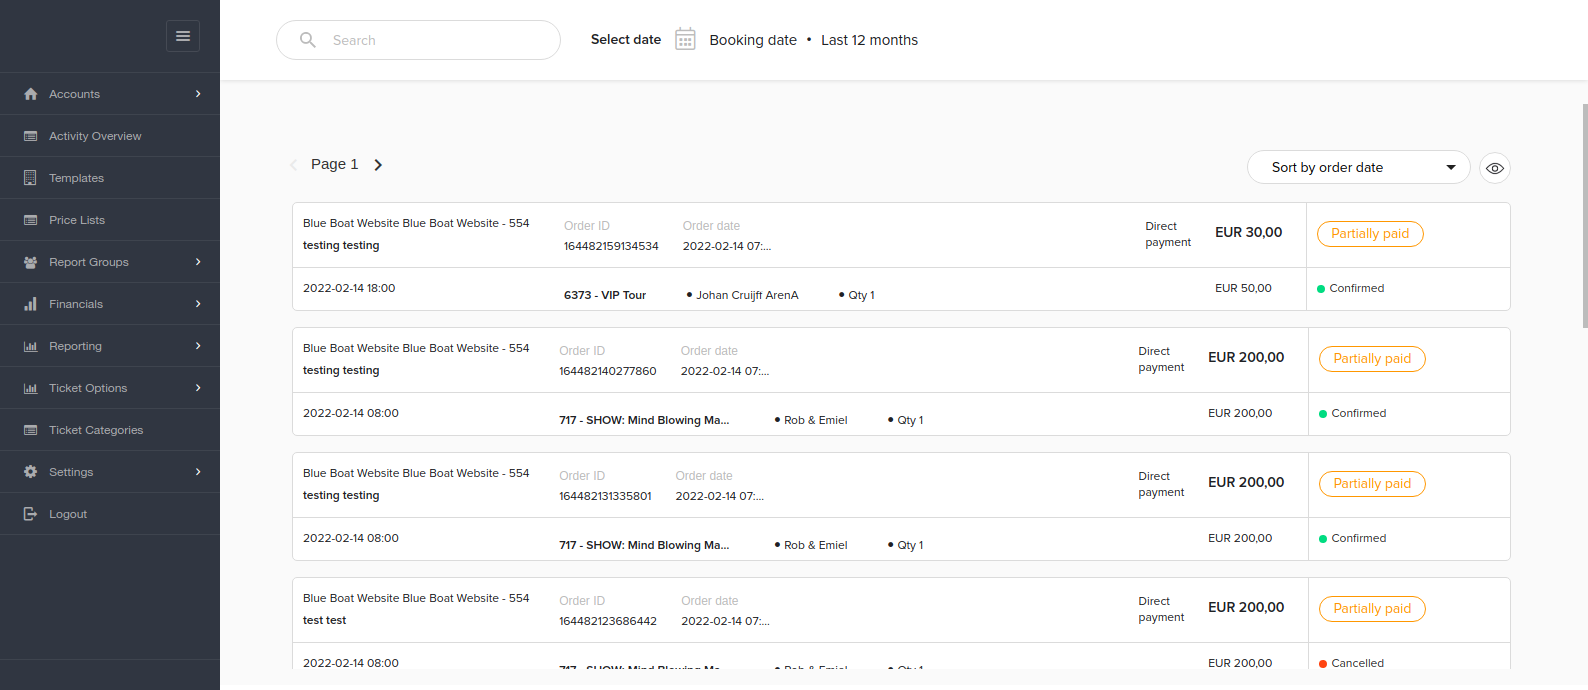 Search
Select date
Booking date • Last 12 months
Accounts
Activity Overview
Templates
Price Lists
Report Groups
Financials
Reporting
Ticket Options
Ticket Categories
Settings
Logout
Page 1
Sort by order date
Blue Boat Website Blue Boat Website - 554
testing testing
Order ID
164482159134534
Order date
2022-02-14 07:...
Direct
payment
EUR 30,00
Partially paid
2022-02-14 18:00
6373 - VIP Tour
• Johan Cruijff ArenA
• Qty 1
EUR 50,00
Confirmed
Blue Boat Website Blue Boat Website - 554
testing testing
Order ID
164482140277860
Order date
2022-02-14 07:...
Direct
payment
EUR 200,00
Partially paid
2022-02-14 08:00
717 - SHOW: Mind Blowing Ma...
• Rob & Emiel
• Qty 1
EUR 200,00
Confirmed
Blue Boat Website Blue Boat Website - 554
testing testing
Order ID
164482131335801
Order date
2022-02-14 07:...
Direct
payment
EUR 200,00
Partially paid
2022-02-14 08:00
717 - SHOW: Mind Blowing Ma...
• Rob & Emiel
• Qty 1
EUR 200,00
Confirmed
Blue Boat Website Blue Boat Website - 554
test test
Order ID
164482123686442
Order date
2022-02-14 07:...
Direct
payment
EUR 200,00
Partially paid
2022-02-14 08:00
717 - SHOW: Mind Blowing Ma...
• Rob & Emiel
• Qty 1
EUR 200,00
Cancelled